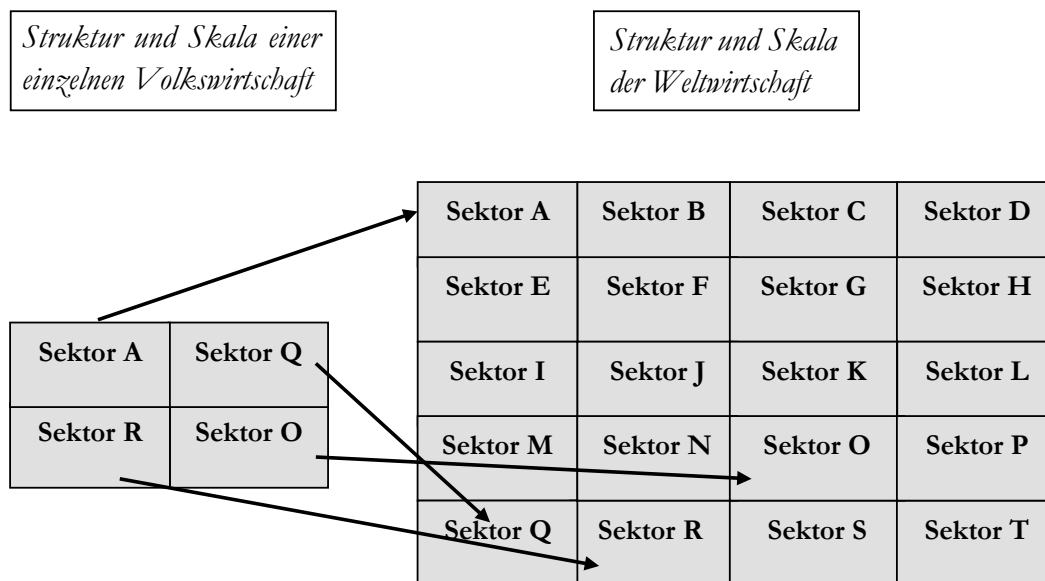 Struktur und Skala einer
einzelnen Volkswirtschaft
Struktur und Skala
der Weltwirtschaft
Sektor A Sektor B Sektor C Sektor D
Sektor E Sektor F Sektor G Sektor H
Sektor A Sektor Q
Sektor I Sektor J Sektor K Sektor L
Sektor R Sektor O
Sektor M Sektor N Sektor O Sektor P
Sektor Q Sektor R Sektor S Sektor T